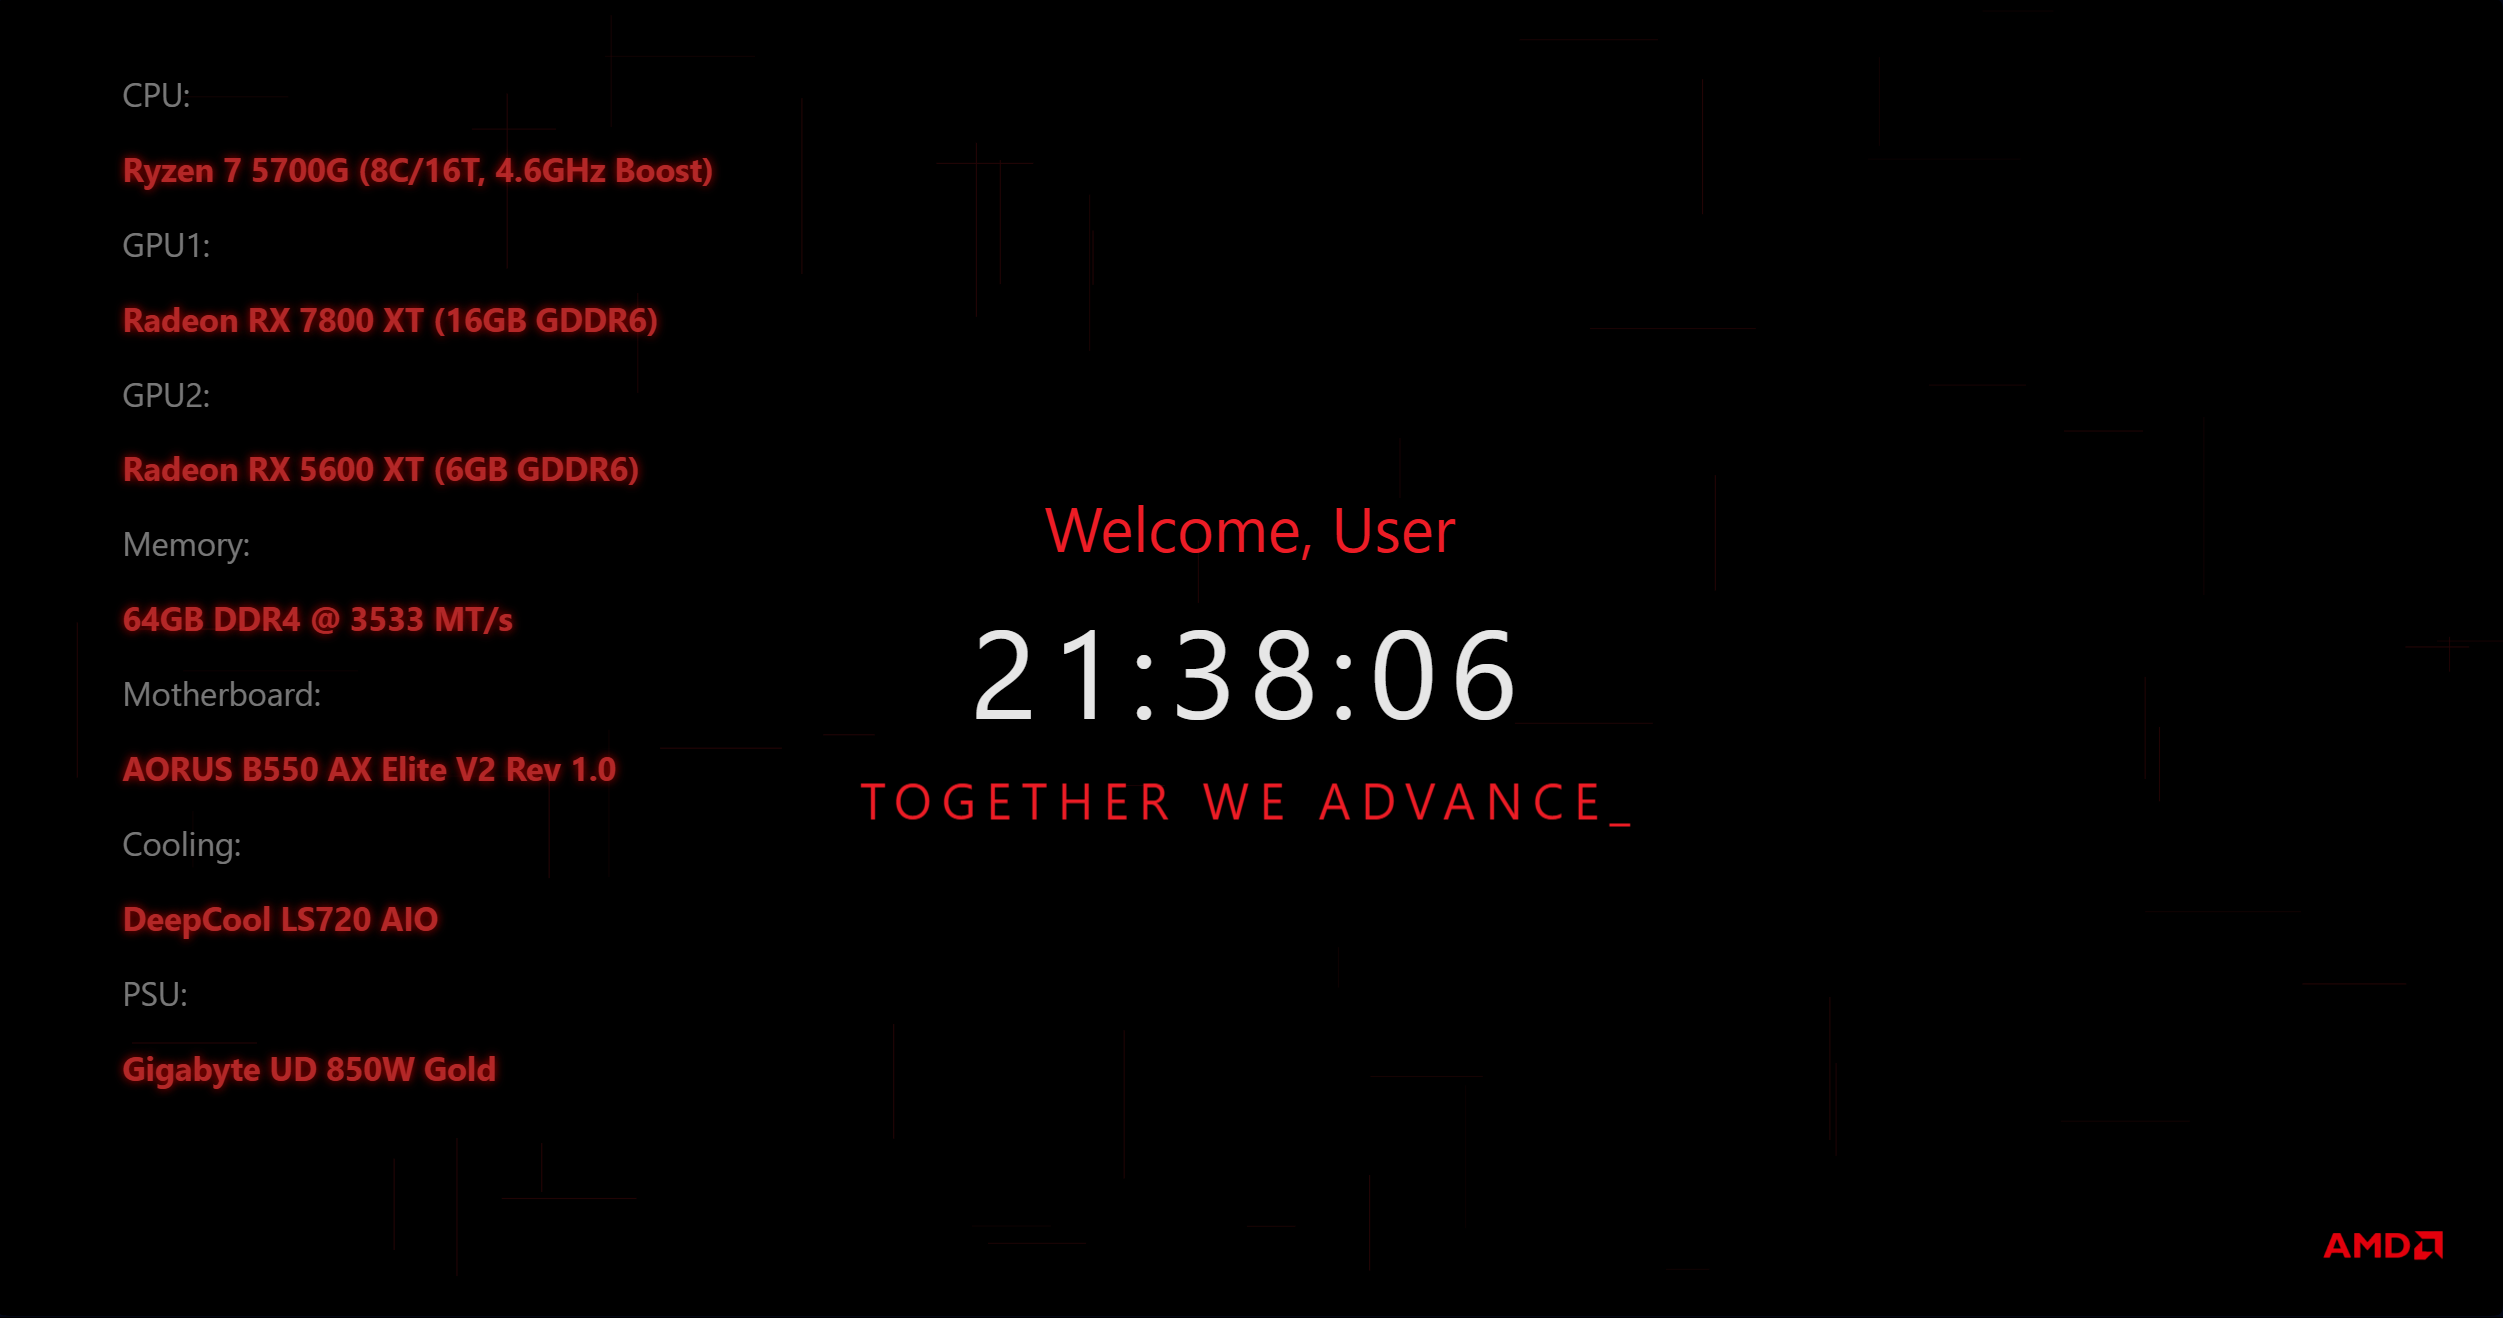 CPU:
Ryzen 7 5700G (8C/16T, 4.6GHz Boost)
GPU1:
Radeon RX 7800 XT (16GB GDDR6)
GPU2:
Radeon RX 5600 XT (6GB GDDR6)
Memory:
64GB DDR4 @ 3533 MT/s
Motherboard:
AORUS B550 AX Elite V2 Rev 1.0
Cooling:
DeepCool LS720 AIO
PSU:
Gigabyte UD 850W Gold
Welcome, User
21:38:06
TOGETHER WE ADVANCE_
AMD